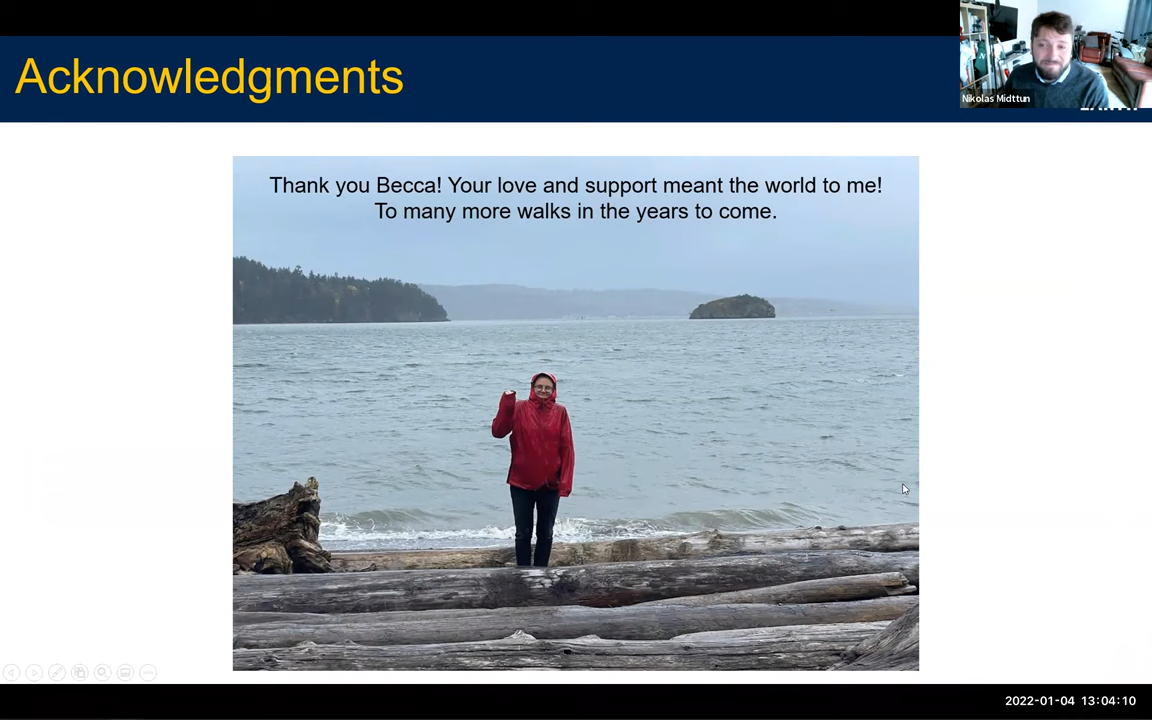 Acknowledgments
Nikolas Midttun
Thank you Becca! Your love and support meant the world to me!
To many more walks in the years to come.
2022-01-04 13:04:10